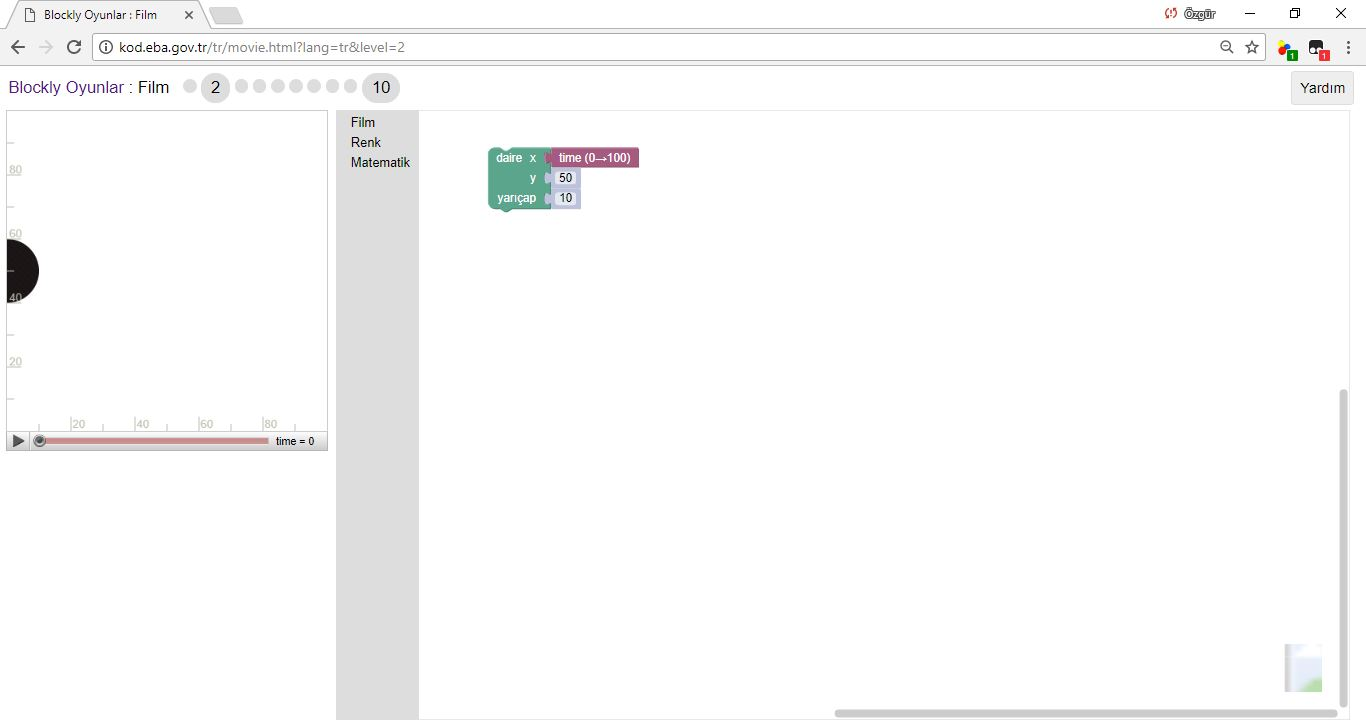 Blockly Oyunlar : Film
Özgür
kod.eba.gov.tr/tr/movie.html?lang=tr&level=2
1
1
Blockly Oyunlar : Film
2
10
Yardım
80
60
40
20
20
40
60
80
time = 0
Film
Renk
Matematik
daire x time (0→100)
y 50
yarıçap 10